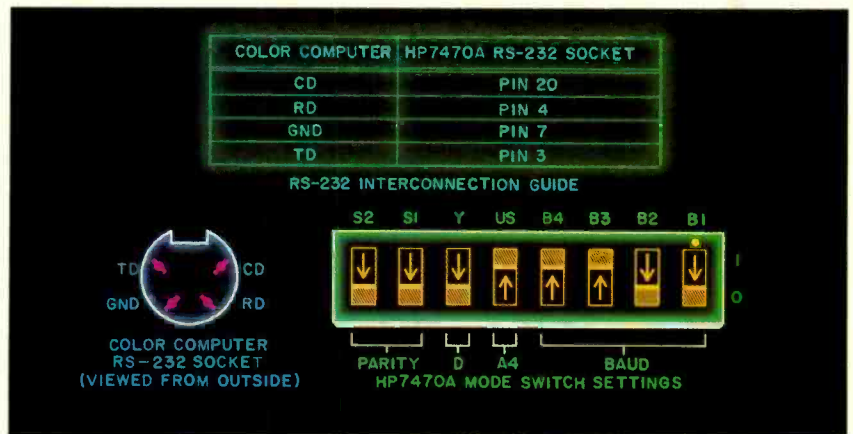 COLOR COMPUTER HP7470A RS-232 SOCKET
CD PIN 20
RD PIN 4
GND PIN 7
TD PIN 3
RS-232 INTERCONNECTION GUIDE
S2 S1 Y US B4 B3 B2 B1
1
0
TD CD
GND RD
COLOR COMPUTER
RS-232 SOCKET
(VIEWED FROM OUTSIDE)
PARITY D A4 BAUD
HP7470A MODE SWITCH SETTINGS